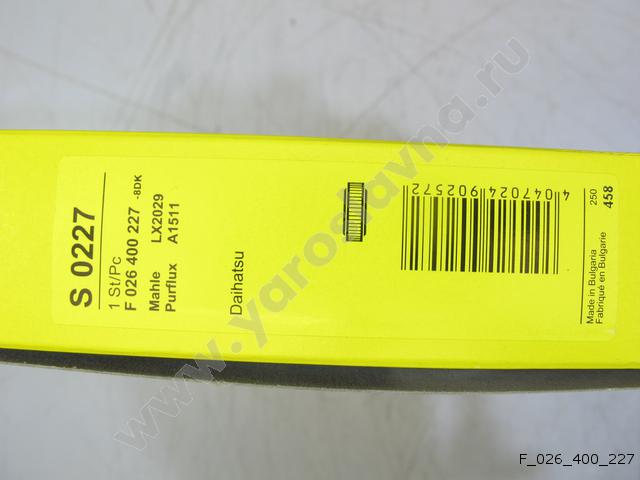 S 0227
1 St/Pc
F 026 400 227 -8DK
Mahle LX2029
Purflux A1511
Daihatsu
4 047024 902572
250
458
Made in Bulgaria
Fabriqué en Bulgarie
www.yaroslavna.ru
F_026_400_227